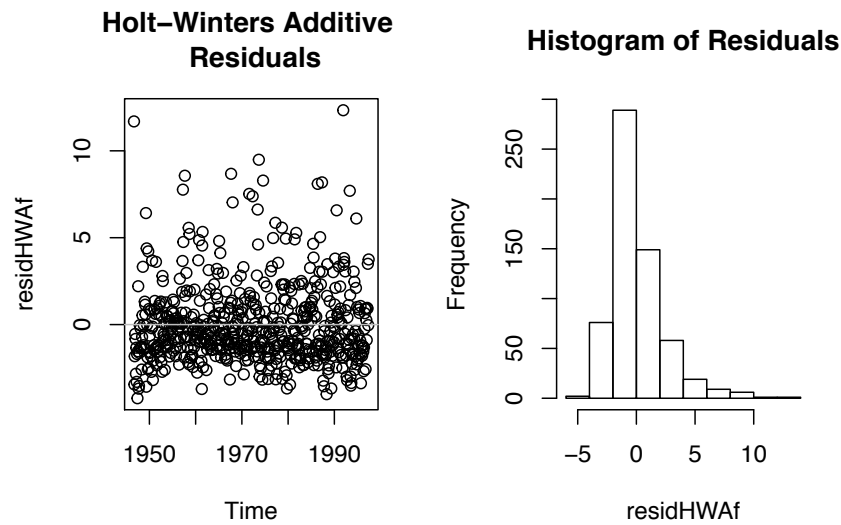 Holt–Winters Additive
Residuals
residHWAf
10
5
0
1950
1970
1990
Time
Histogram of Residuals
Frequency
250
150
50
0
−5
0
5
10
residHWAf